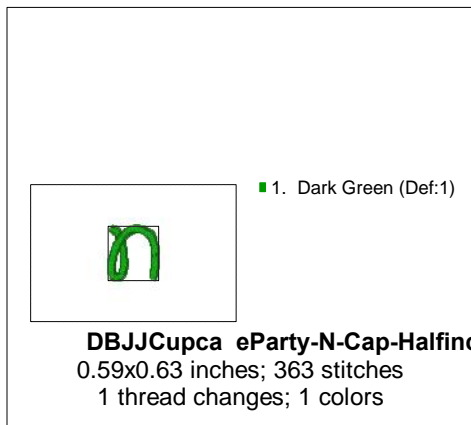 1. Dark Green (Def:1)
n
DBJJCupca eParty-N-Cap-Halfinc
0.59x0.63 inches; 363 stitches
1 thread changes; 1 colors